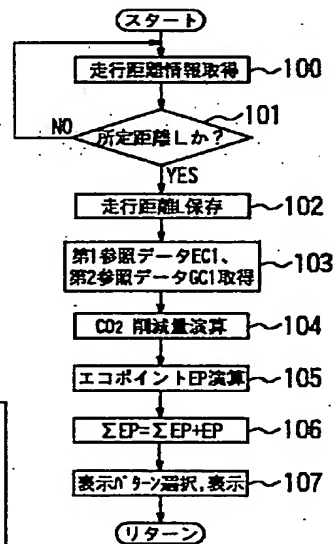 スタート
走行距離情報取得 100
101
所定距離Lか?
NO
YES
走行距離L保存 102
第1参照データEC1、
第2参照データGC1取得 103
CO2 削減量演算 104
エコポイントEP演算 105
ΣEP=ΣEP+EP 106
表示パターン選択,表示 107
リターン